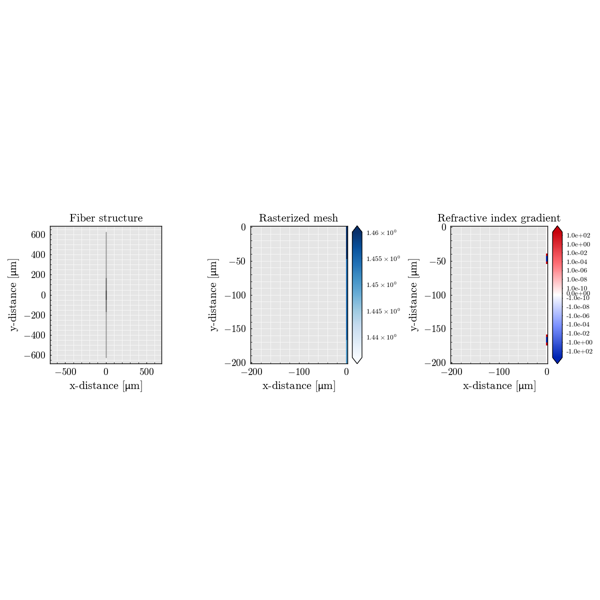 Fiber structure
600
400
200
0
−200
−400
−600
−500
0
500
x-distance [μm]
y-distance [μm]
Rasterized mesh
0
−50
−100
−150
−200
−200
−100
0
x-distance [μm]
y-distance [μm]
1.46 × 10⁰
1.455 × 10⁰
1.45 × 10⁰
1.445 × 10⁰
1.44 × 10⁰
Refractive index gradient
0
−50
−100
−150
−200
−200
−100
0
x-distance [μm]
y-distance [μm]
1.0e+02
1.0e+00
1.0e-02
1.0e-04
1.0e-06
1.0e-08
1.0e-10
0.0e+00
-1.0e-10
-1.0e-08
-1.0e-06
-1.0e-04
-1.0e-02
-1.0e+00
-1.0e+02